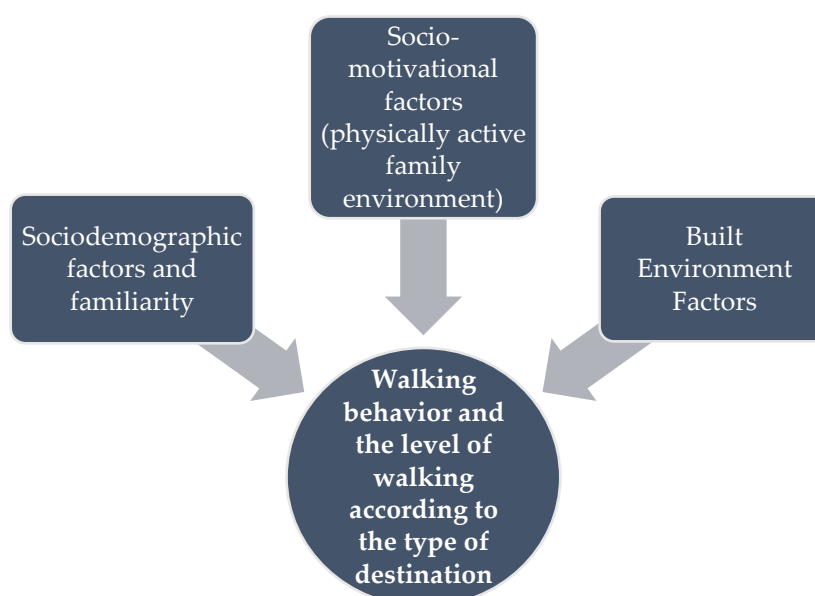 Socio-
motivational
factors
(physically active
family
environment)
Sociodemographic
factors and
familiarity
Built
Environment
Factors
Walking
behavior and
the level of
walking
according to
the type of
destination